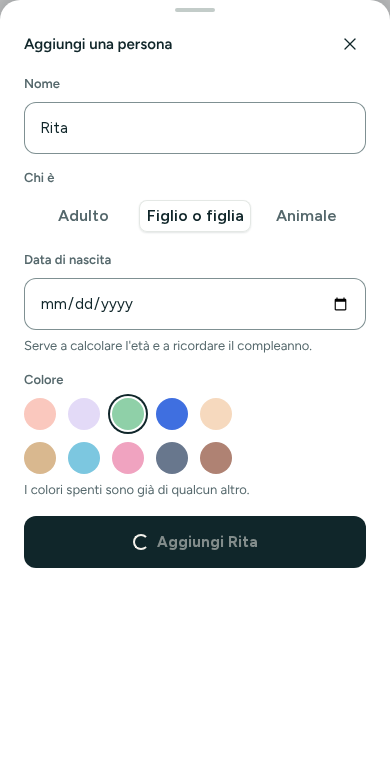 Aggiungi una persona
Nome
Rita
Chi è
Adulto Figlio o figlia Animale
Data di nascita
mm/dd/yyyy
Serve a calcolare l'età e a ricordare il compleanno.
Colore
I colori spenti sono già di qualcun altro.
Aggiungi Rita